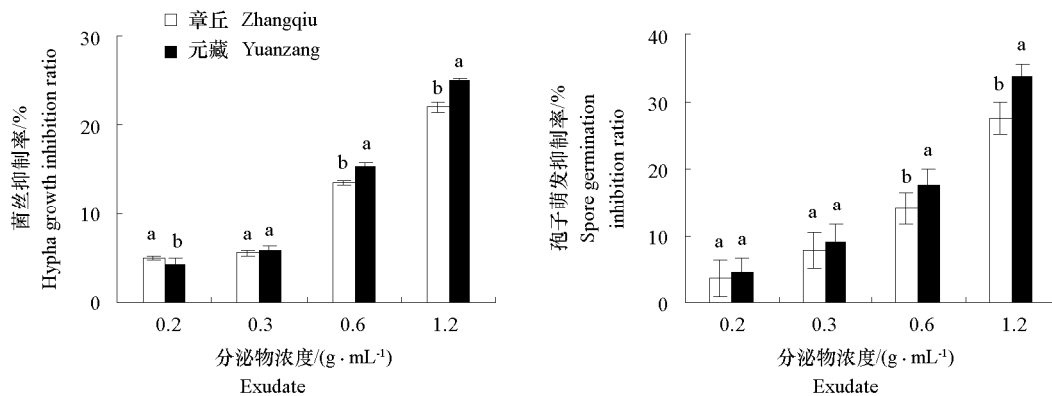 章丘 Zhangqiu
元藏 Yuanzang
菌丝抑制率/%
Hypha growth inhibition ratio
30
20
10
0
a b a a b a b a
0.2 0.3 0.6 1.2
分泌物浓度/(g · mL⁻¹)
Exudate
孢子萌发抑制率/%
Spore germination
inhibition ratio
40
30
20
10
0
a a a a b a b a
0.2 0.3 0.6 1.2
分泌物浓度/(g · mL⁻¹)
Exudate